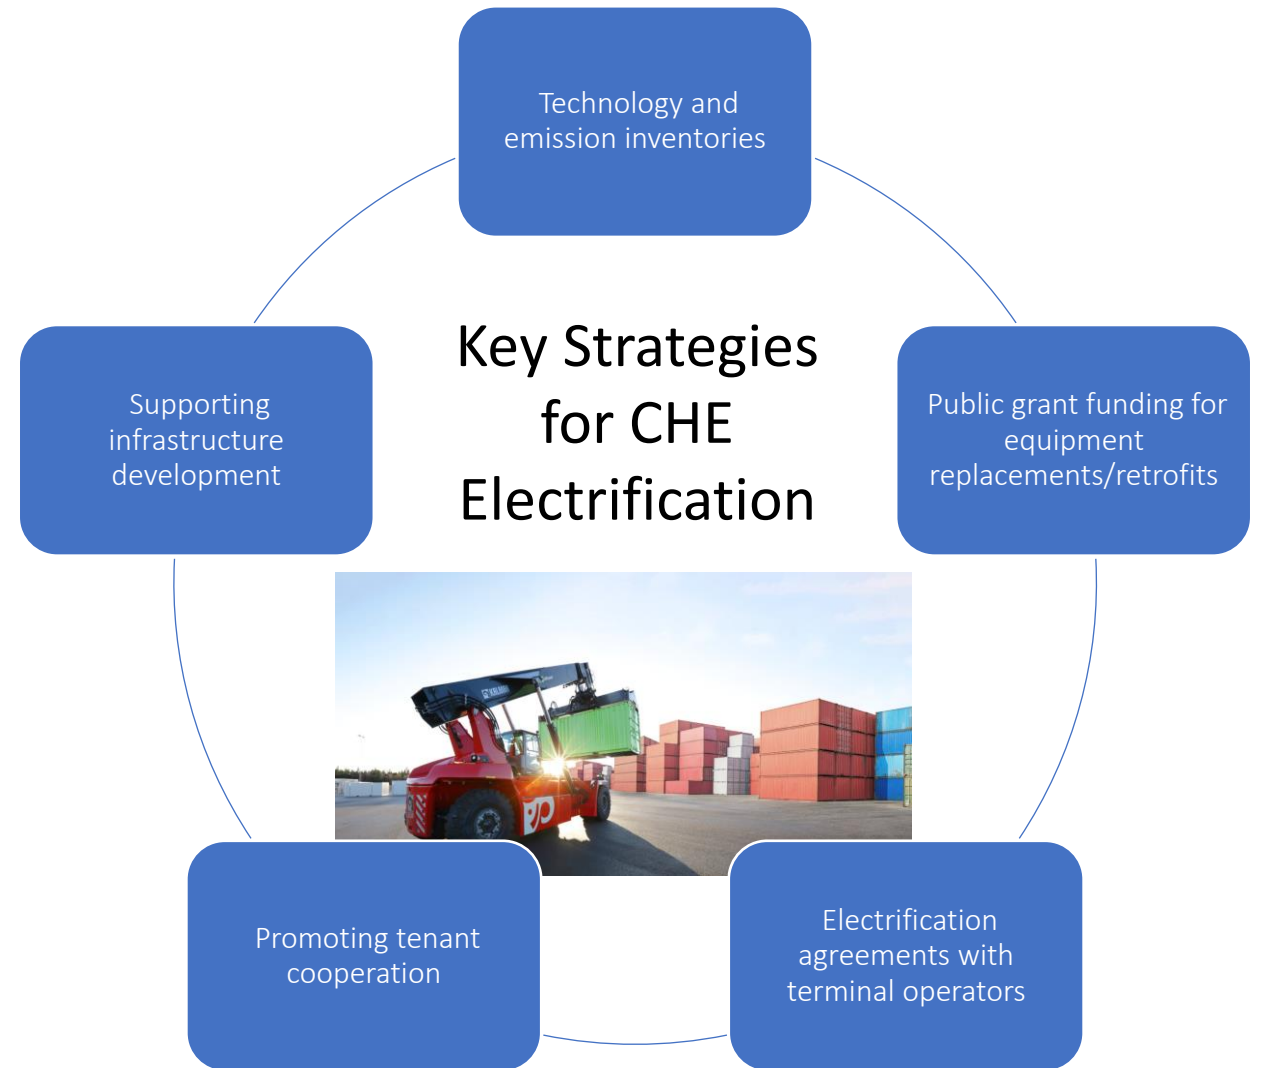 Technology and
emission inventories
Key Strategies
for CHE
Electrification
Supporting
infrastructure
development
Public grant funding for
equipment
replacements/retrofits
KALMAR
Promoting tenant
cooperation
Electrification
agreements with
terminal operators